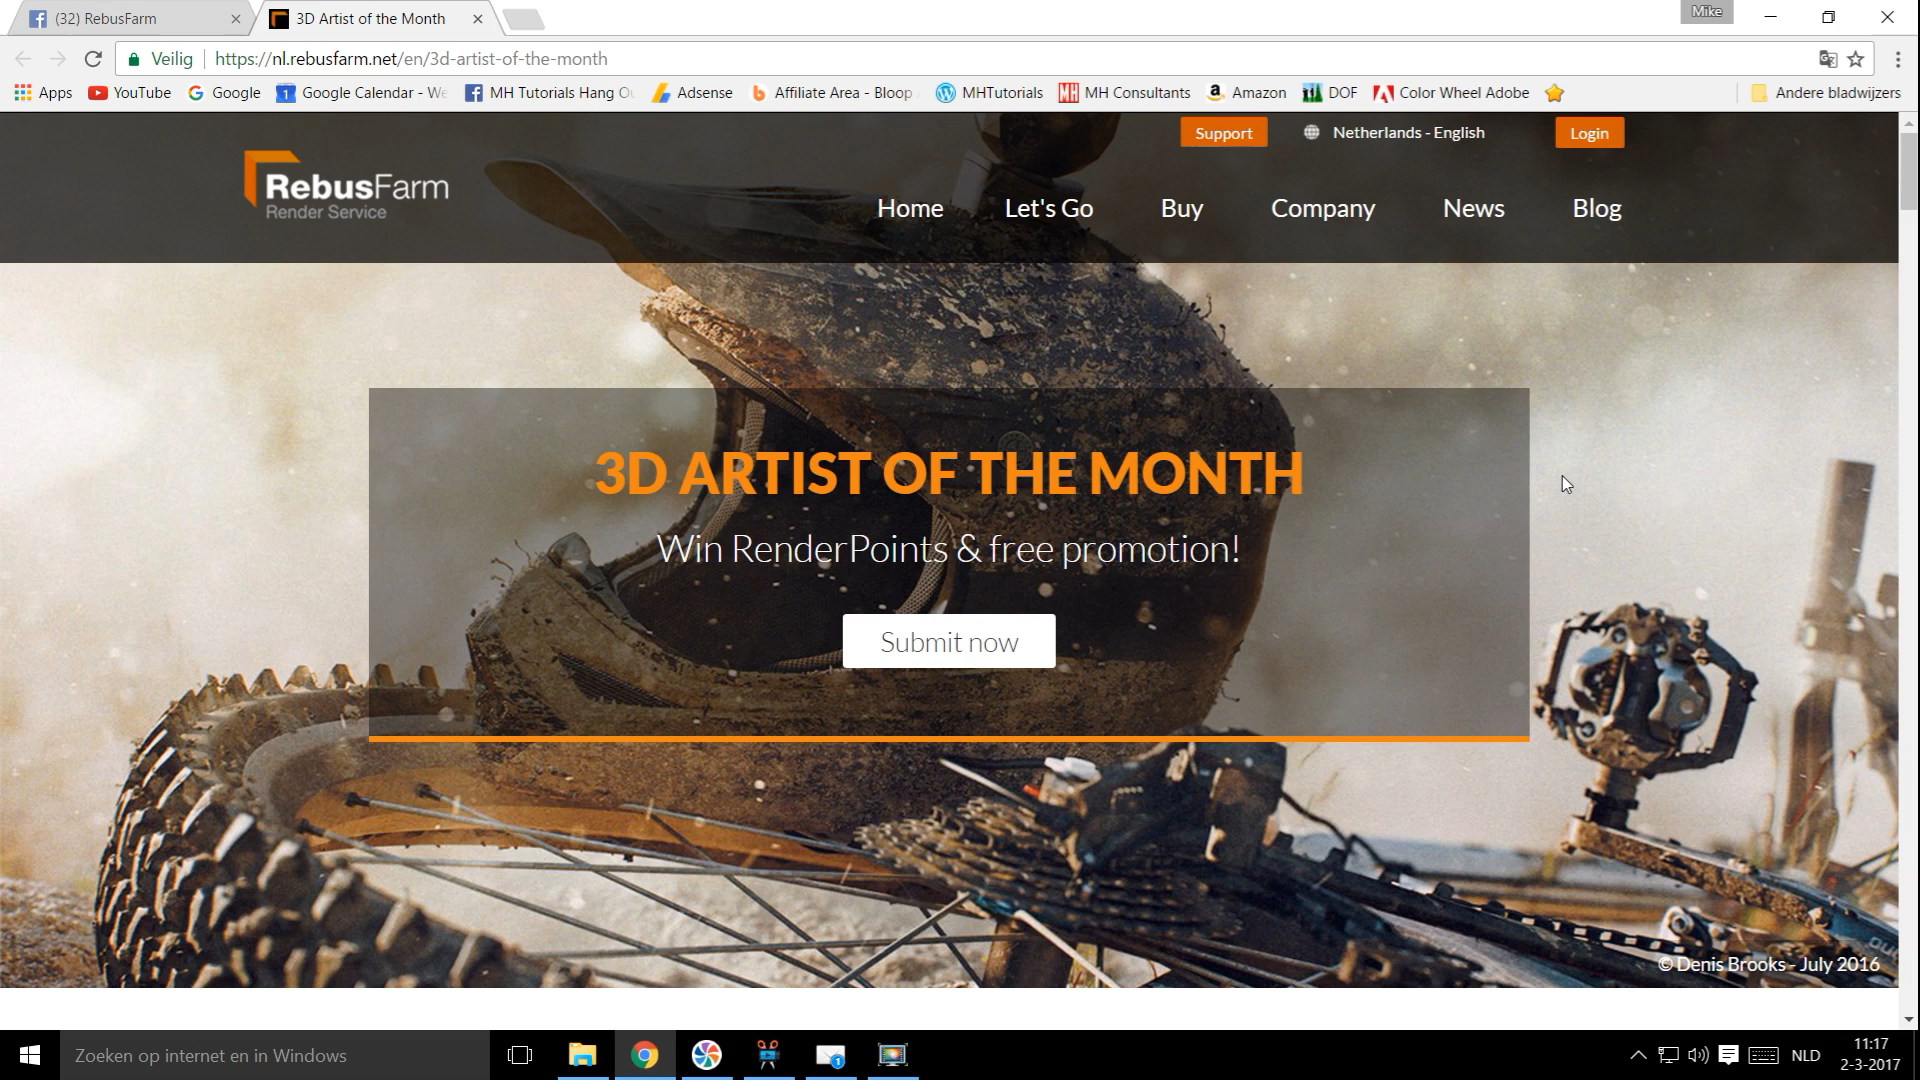 (32) RebusFarm
3D Artist of the Month
Mike
Veilig
https://nl.rebusfarm.net/en/3d-artist-of-the-month
Apps
YouTube
Google
Google Calendar - We
MH Tutorials Hang Ou
Adsense
Affiliate Area - Bloop
MHTutorials
MH Consultants
Amazon
DOF
Color Wheel Adobe
Andere bladwijzers
Support
Netherlands - English
Login
RebusFarm
Render Service
Home
Let's Go
Buy
Company
News
Blog
3D ARTIST OF THE MONTH
Win RenderPoints & free promotion!
Submit now
© Denis Brooks - July 2016
Zoeken op internet en in Windows
NLD
11:17
2-3-2017